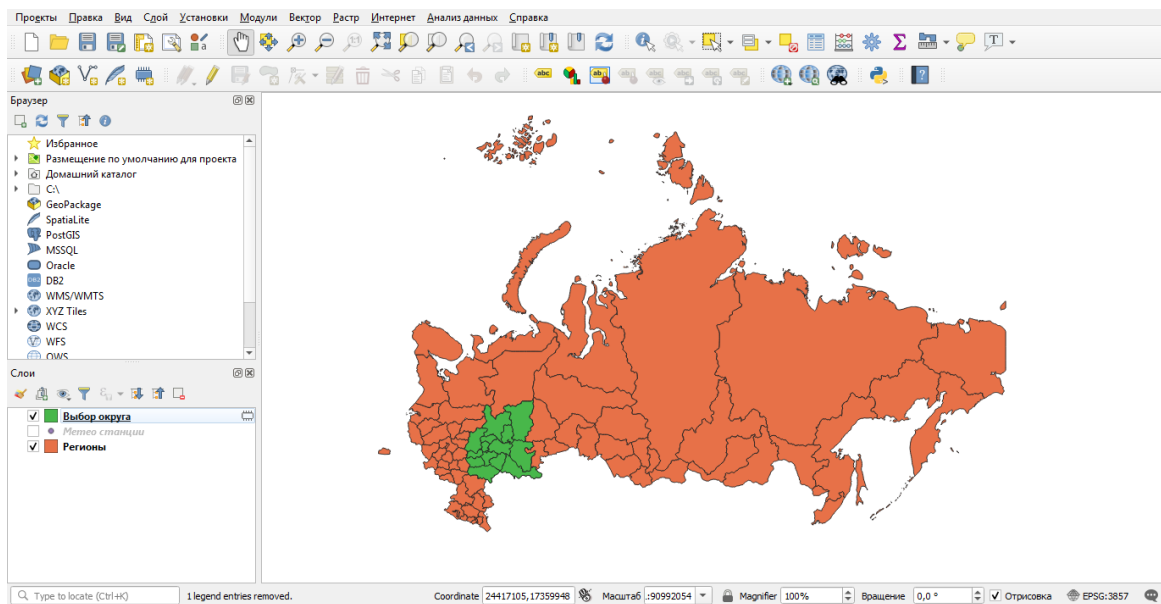 Проекты Правка Вид Слой Установки Модули Вектор Растр Интернет Анализ данных Справка
abc abc
Браузер
Избранное
Размещение по умолчанию для проекта
Домашний каталог
C:\
GeoPackage
SpatiaLite
PostGIS
MSSQL
Oracle
DB2
WMS/WMTS
XYZ Tiles
WCS
WFS
OWS
Слои
Выбор округа
Метео станции
Регионы
Type to locate (Ctrl+K) 1 legend entries removed. Coordinate 24417105,17359948 Масштаб .:90992054 Magnifier 100% Вращение 0,0 ° Отрисовка EPSG:3857